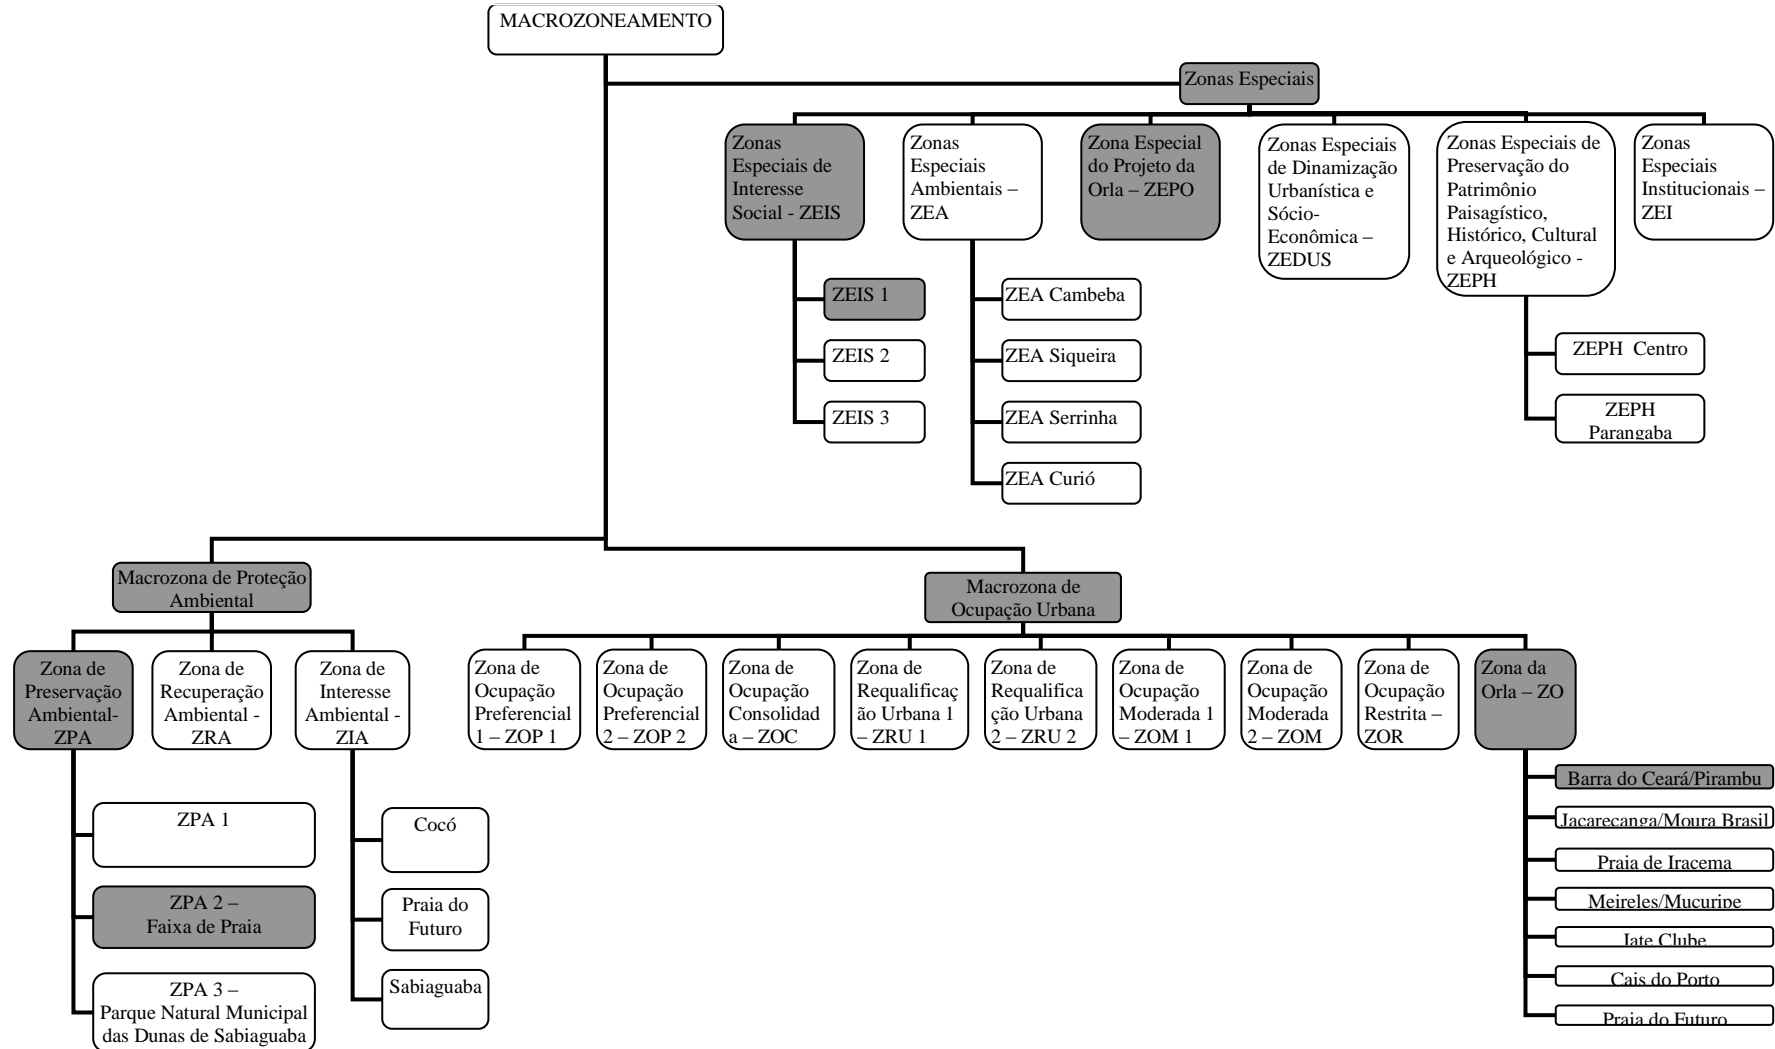 MACROZONEAMENTO
Zonas Especiais
Zonas
Especiais de
Interesse
Social - ZEIS
ZEIS 1
ZEIS 2
ZEIS 3
Zonas
Especiais
Ambientais –
ZEA
ZEA Cambeba
ZEA Siqueira
ZEA Serrinha
ZEA Curió
Zona Especial
do Projeto da
Orla – ZEPO
Zonas Especiais
de Dinamização
Urbanística e
Sócio-
Econômica –
ZEDUS
Zonas Especiais de
Preservação do
Patrimônio
Paisagístico,
Histórico, Cultural
e Arqueológico -
ZEPH
ZEPH Centro
ZEPH
Parangaba
Zonas
Especiais
Institucionais –
ZEI
Macrozona de Proteção
Ambiental
Zona de
Preservação
Ambiental-
ZPA
ZPA 1
ZPA 2 –
Faixa de Praia
ZPA 3 –
Parque Natural Municipal
das Dunas de Sabiaguaba
Zona de
Recuperação
Ambiental -
ZRA
Zona de
Interesse
Ambiental -
ZIA
Cocó
Praia do
Futuro
Sabiaguaba
Macrozona de
Ocupação Urbana
Zona de
Ocupação
Preferencial
1 – ZOP 1
Zona de
Ocupação
Preferencial
2 – ZOP 2
Zona de
Ocupação
Consolidad
a – ZOC
Zona de
Requalificaç
ão Urbana 1
– ZRU 1
Zona de
Requalifica
ção Urbana
2 – ZRU 2
Zona de
Ocupação
Moderada 1
– ZOM 1
Zona de
Ocupação
Moderada
2 – ZOM
Zona de
Ocupação
Restrita –
ZOR
Zona da
Orla – ZO
Barra do Ceará/Pirambu
Jacarecanga/Moura Brasil
Praia de Iracema
Meireles/Mucuripe
Iate Clube
Cais do Porto
Praia do Futuro